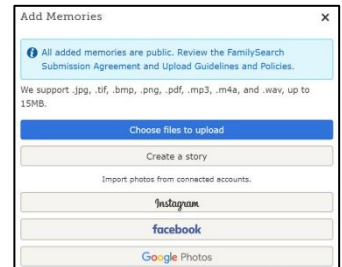 Add Memories
×
All added memories are public. Review the FamilySearch
Submission Agreement and Upload Guidelines and Policies.
We support .jpg, .tif, .bmp, .png, .pdf, .mp3, .m4a, and .wav, up to
15MB.
Choose files to upload
Create a story
Import photos from connected accounts.
Instagram
facebook
Google Photos